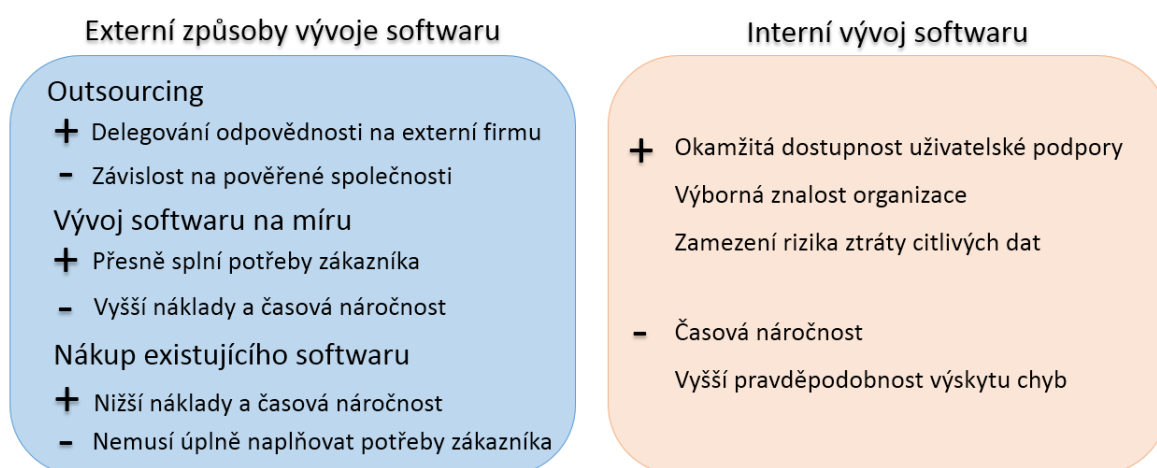 Externí způsoby vývoje softwaru
Outsourcing
+ Delegování odpovědnosti na externí firmu
- Závislost na pověřené společnosti
Vývoj softwaru na míru
+ Přesně splní potřeby zákazníka
- Vyšší náklady a časová náročnost
Nákup existujícího softwaru
+ Nižší náklady a časová náročnost
- Nemusí úplně naplňovat potřeby zákazníka
Interní vývoj softwaru
+ Okamžitá dostupnost uživatelské podpory
Výborná znalost organizace
Zamezení rizika ztráty citlivých dat
- Časová náročnost
Vyšší pravděpodobnost výskytu chyb